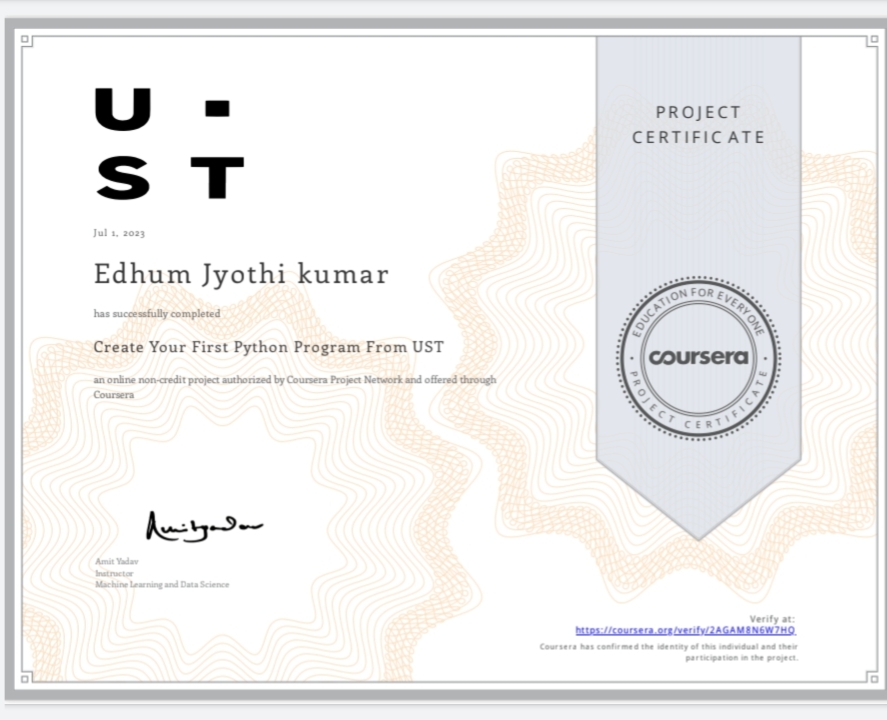 U ·
ST
Jul 1, 2023
Edhum Jyothi kumar
has successfully completed
Create Your First Python Program From UST
an online non-credit project authorized by Coursera Project Network and offered through
Coursera
Amit Yadav
Instructor
Machine Learning and Data Science
PROJECT
CERTIFICATE
EDUCATION FOR EVERYONE
coursera
PROJECT CERTIFICATE
Verify at:
https://coursera.org/verify/2AGAM8N6W7HQ
Coursera has confirmed the identity of this individual and their
participation in the project.